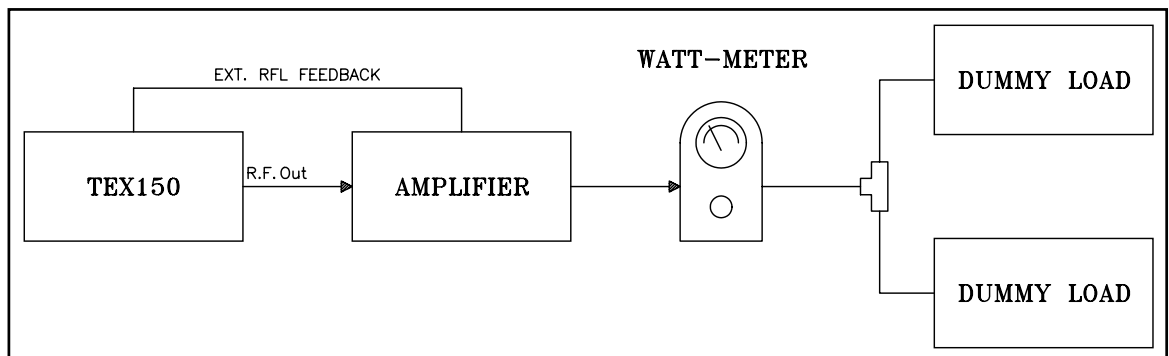 EXT. RFL FEEDBACK
WATT-METER
DUMMY LOAD
TEX150
R.F. Out
AMPLIFIER
DUMMY LOAD